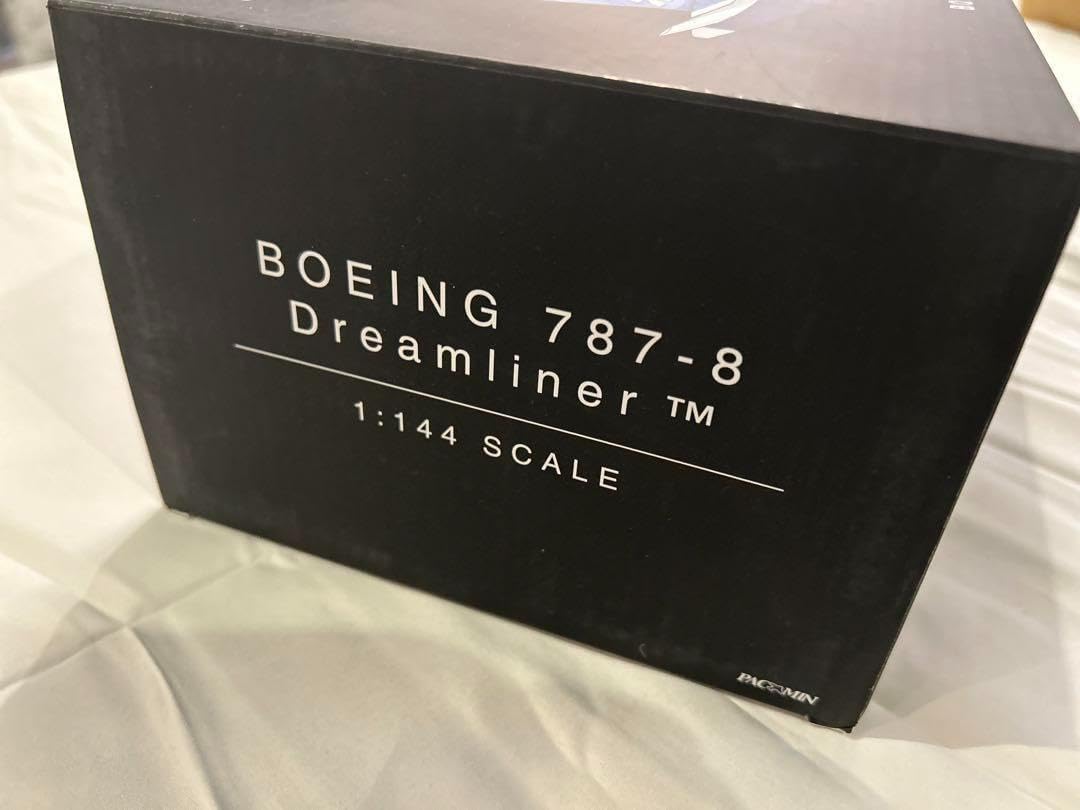 BOEING 787-8
Dreamliner™
1:144 SCALE
PACMIN